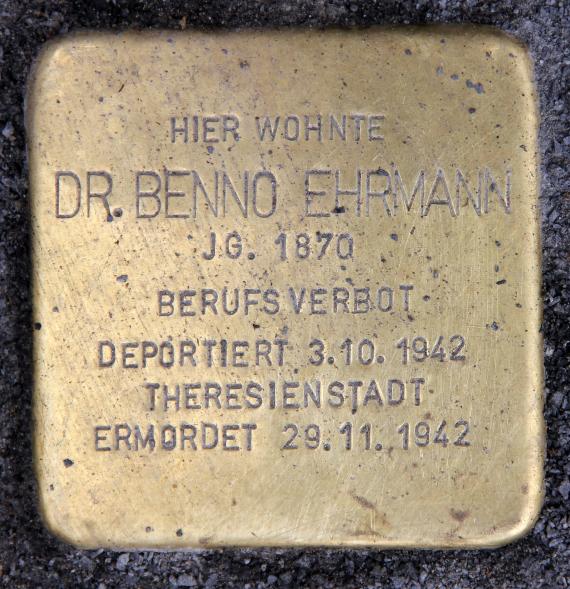 HIER WOHNTE
DR. BENNO EHRMANN
JG. 1870
BERUFSVERBOT
DEPORTIERT 3.10.1942
THERESIENSTADT
ERMORDET 29.11.1942